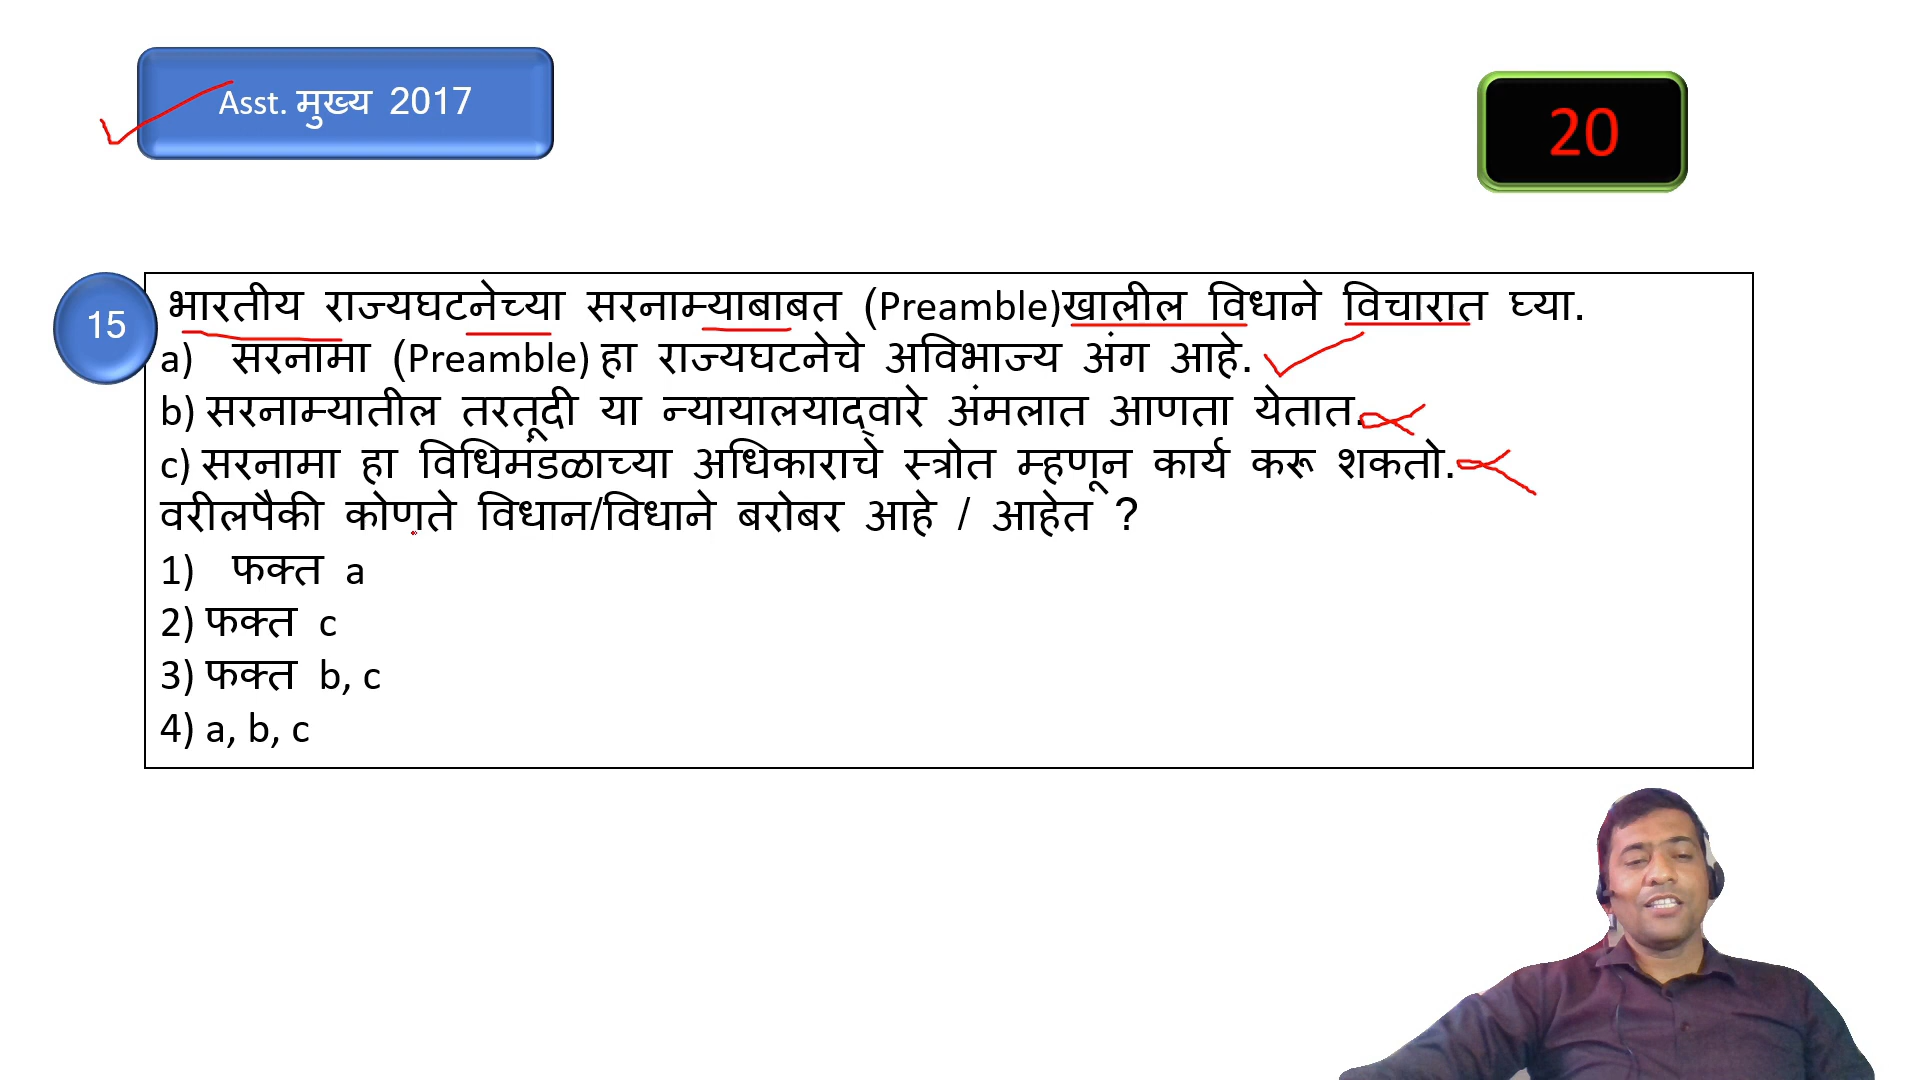 Asst. मुख्य 2017
20
15
भारतीय राज्यघटनेच्या सरनाम्याबाबत (Preamble)खालील विधाने विचारात घ्या.
a) सरनामा (Preamble) हा राज्यघटनेचे अविभाज्य अंग आहे.
b) सरनाम्यातील तरतूदी या न्यायालयाद्वारे अंमलात आणता येतात.
c) सरनामा हा विधिमंडळाच्या अधिकाराचे स्त्रोत म्हणून कार्य करू शकतो.
वरीलपैकी कोणते विधान/विधाने बरोबर आहे / आहेत ?
1) फक्त a
2) फक्त c
3) फक्त b, c
4) a, b, c